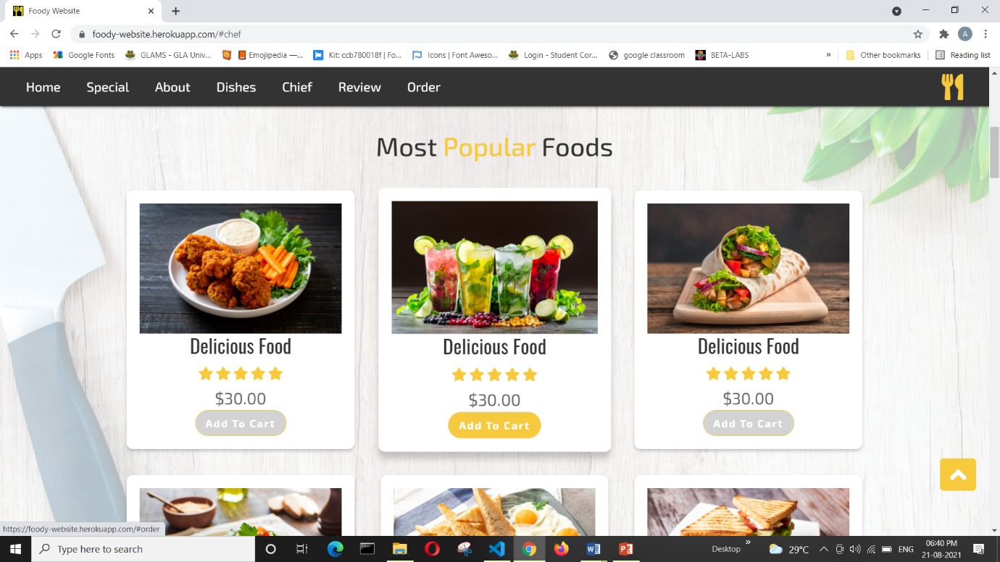 Foody Website
foody-website.herokuapp.com/#chef
A
Apps
Google Fonts
GLAMS - GLA Univ...
Emojipedia —...
Kit: ccb780018f | Fo...
Icons | Font Aweso...
Login - Student Cor...
google classroom
BETA-LABS
»
Other bookmarks
Reading list
Home Special About Dishes Chief Review Order
Most Popular Foods
Delicious Food
$30.00
Add To Cart
Delicious Food
$30.00
Add To Cart
Delicious Food
$30.00
Add To Cart
https://foody-website.herokuapp.com/#order
Type here to search
Desktop
»
29°C
ENG
06:40 PM
21-08-2021